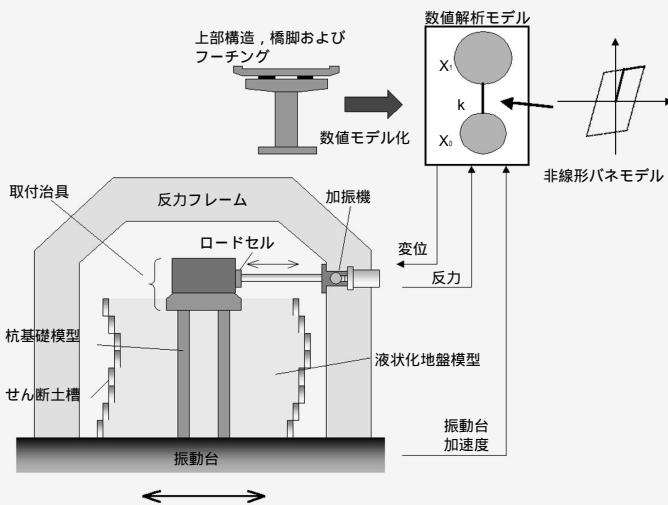 数値解析モデル
上部構造，橋脚および
フーチング
X1
k
X0
数値モデル化
非線形バネモデル
取付治具
反力フレーム
加振機
ロードセル
変位
反力
杭基礎模型
液状化地盤模型
せん断土槽
振動台
加速度
振動台